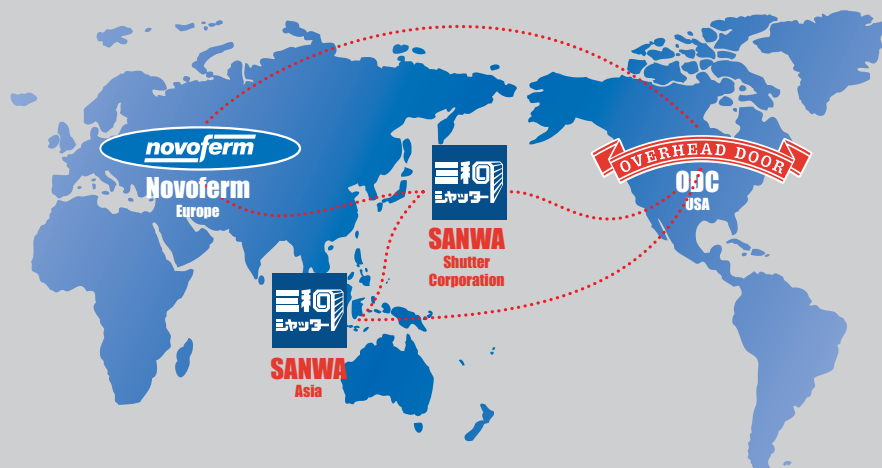 novoferm
Novoferm
Europe
三和
シャッター
SANWA
Shutter
Corporation
OVERHEAD DOOR
ODC
USA
三和
シャッター
SANWA
Asia